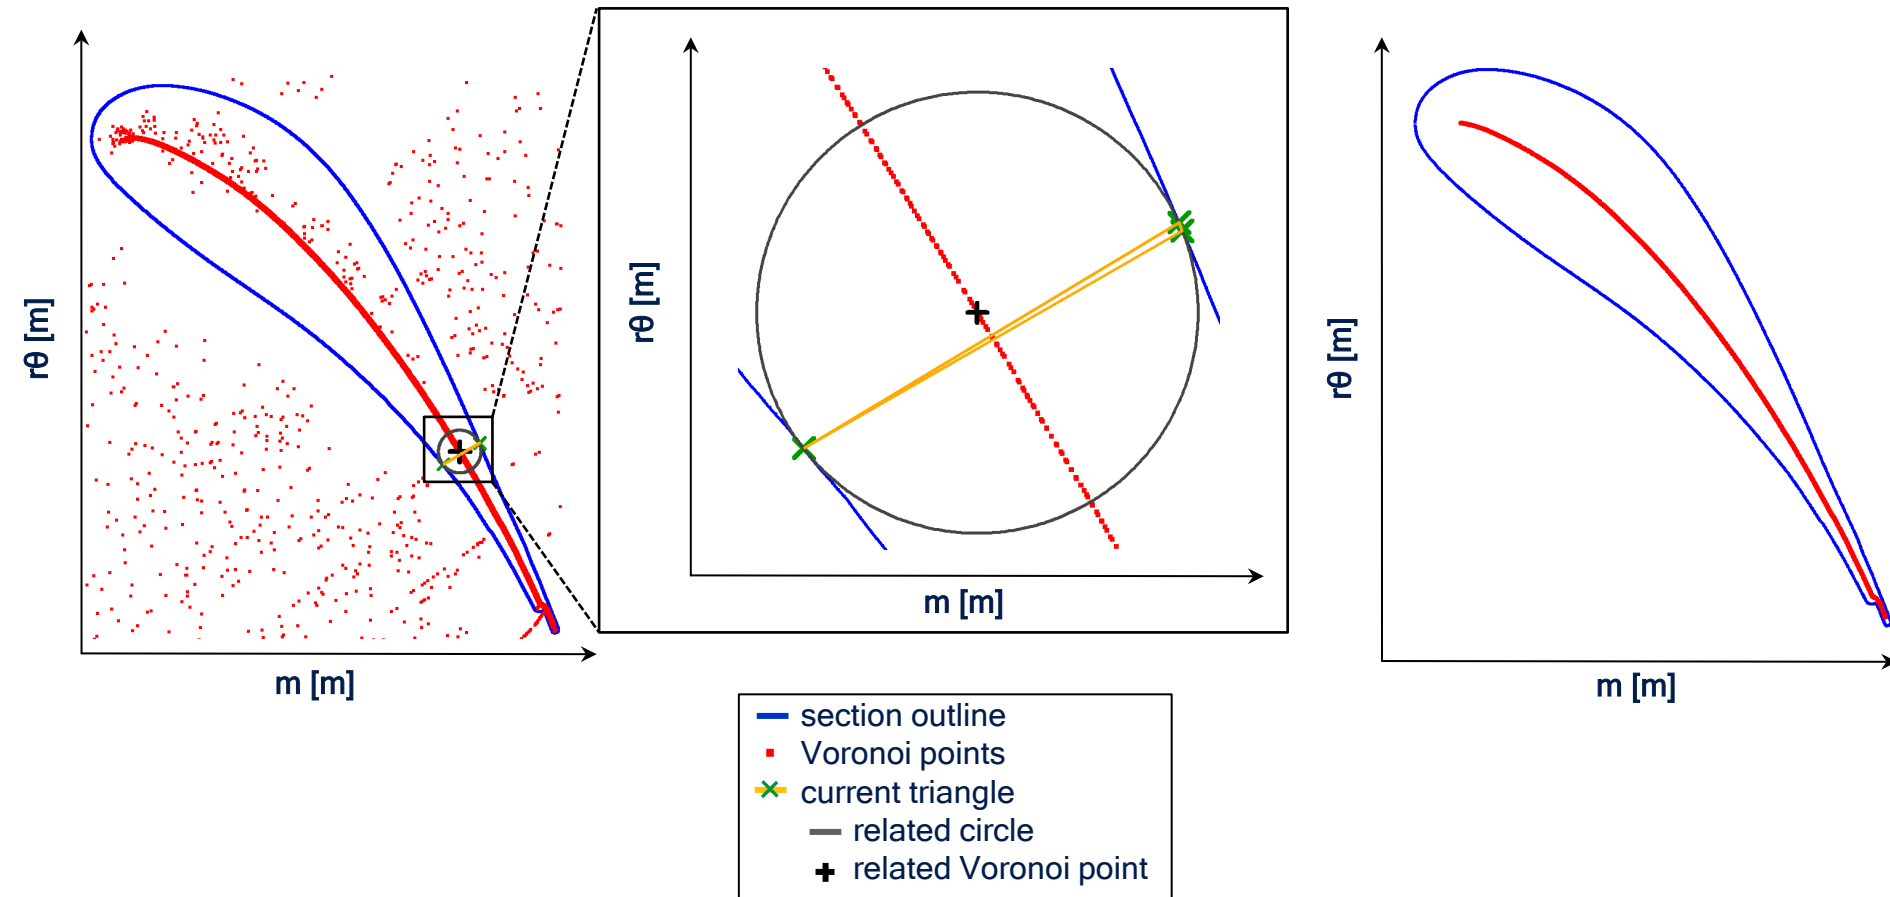 rθ [m]
m [m]
rθ [m]
m [m]
rθ [m]
m [m]
section outline
Voronoi points
current triangle
related circle
related Voronoi point